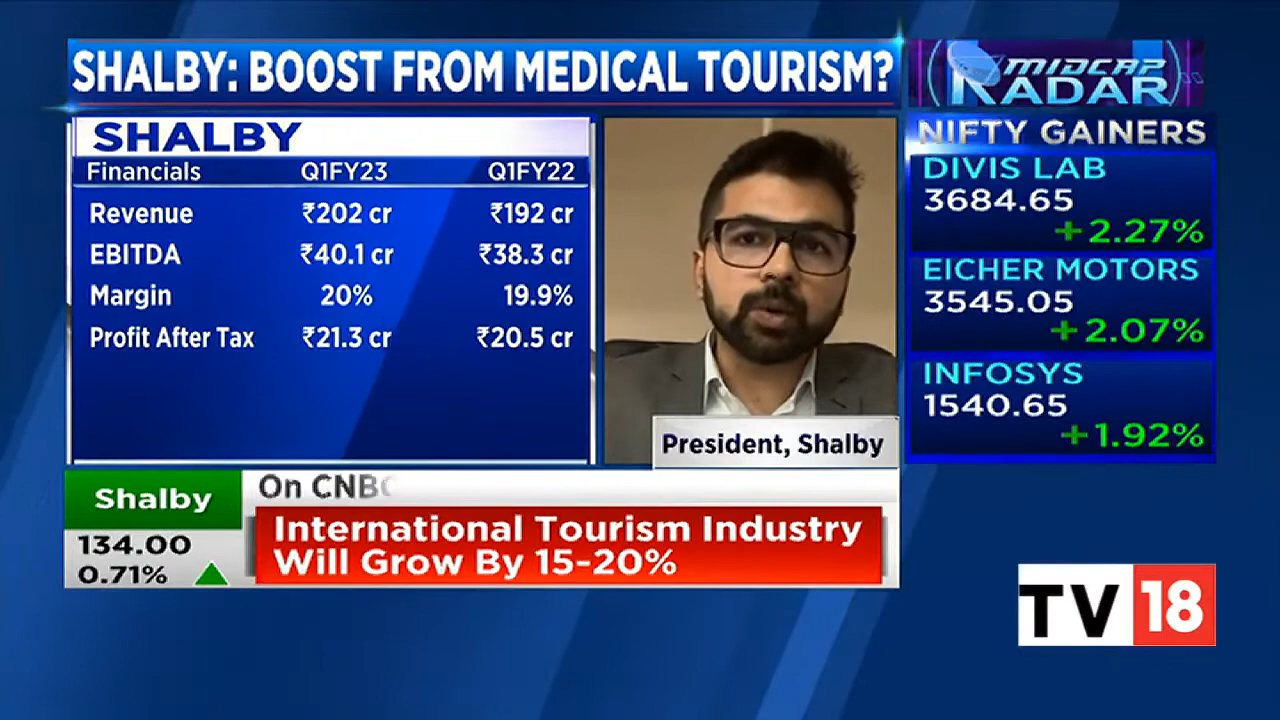 SHALBY: BOOST FROM MEDICAL TOURISM?
MIDCAP
RADAR
SHALBY
Financials Q1FY23 Q1FY22
Revenue ₹202 cr ₹192 cr
EBITDA ₹40.1 cr ₹38.3 cr
Margin 20% 19.9%
Profit After Tax ₹21.3 cr ₹20.5 cr
President, Shalby
NIFTY GAINERS
DIVIS LAB
3684.65
+2.27%
EICHER MOTORS
3545.05
+2.07%
INFOSYS
1540.65
+1.92%
Shalby
134.00
0.71%
On CNBC
International Tourism Industry
Will Grow By 15-20%
TV18